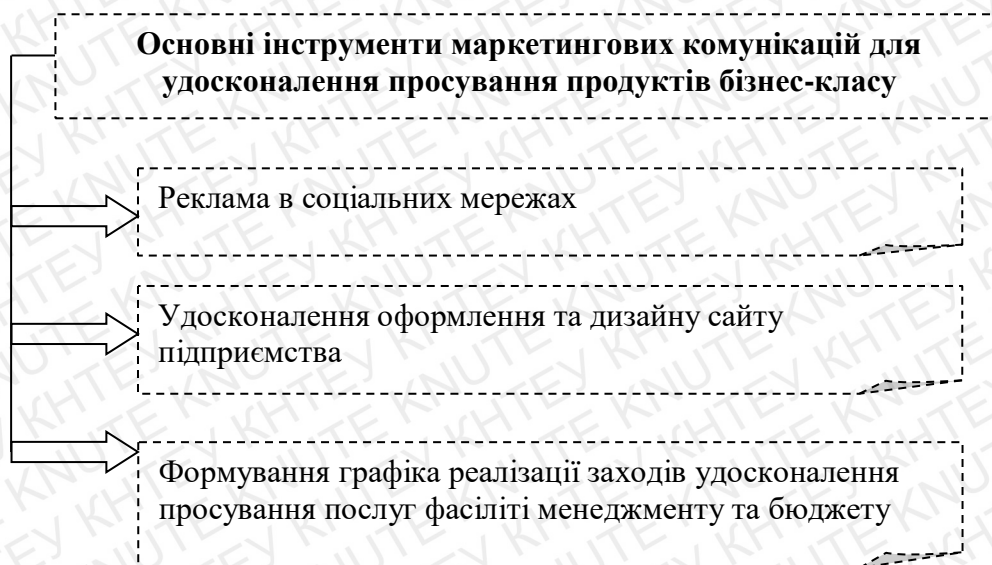 Основні інструменти маркетингових комунікацій для
удосконалення просування продуктів бізнес-класу
Реклама в соціальних мережах
Удосконалення оформлення та дизайну сайту
підприємства
Формування графіка реалізації заходів удосконалення
просування послуг фасіліті менеджменту та бюджету